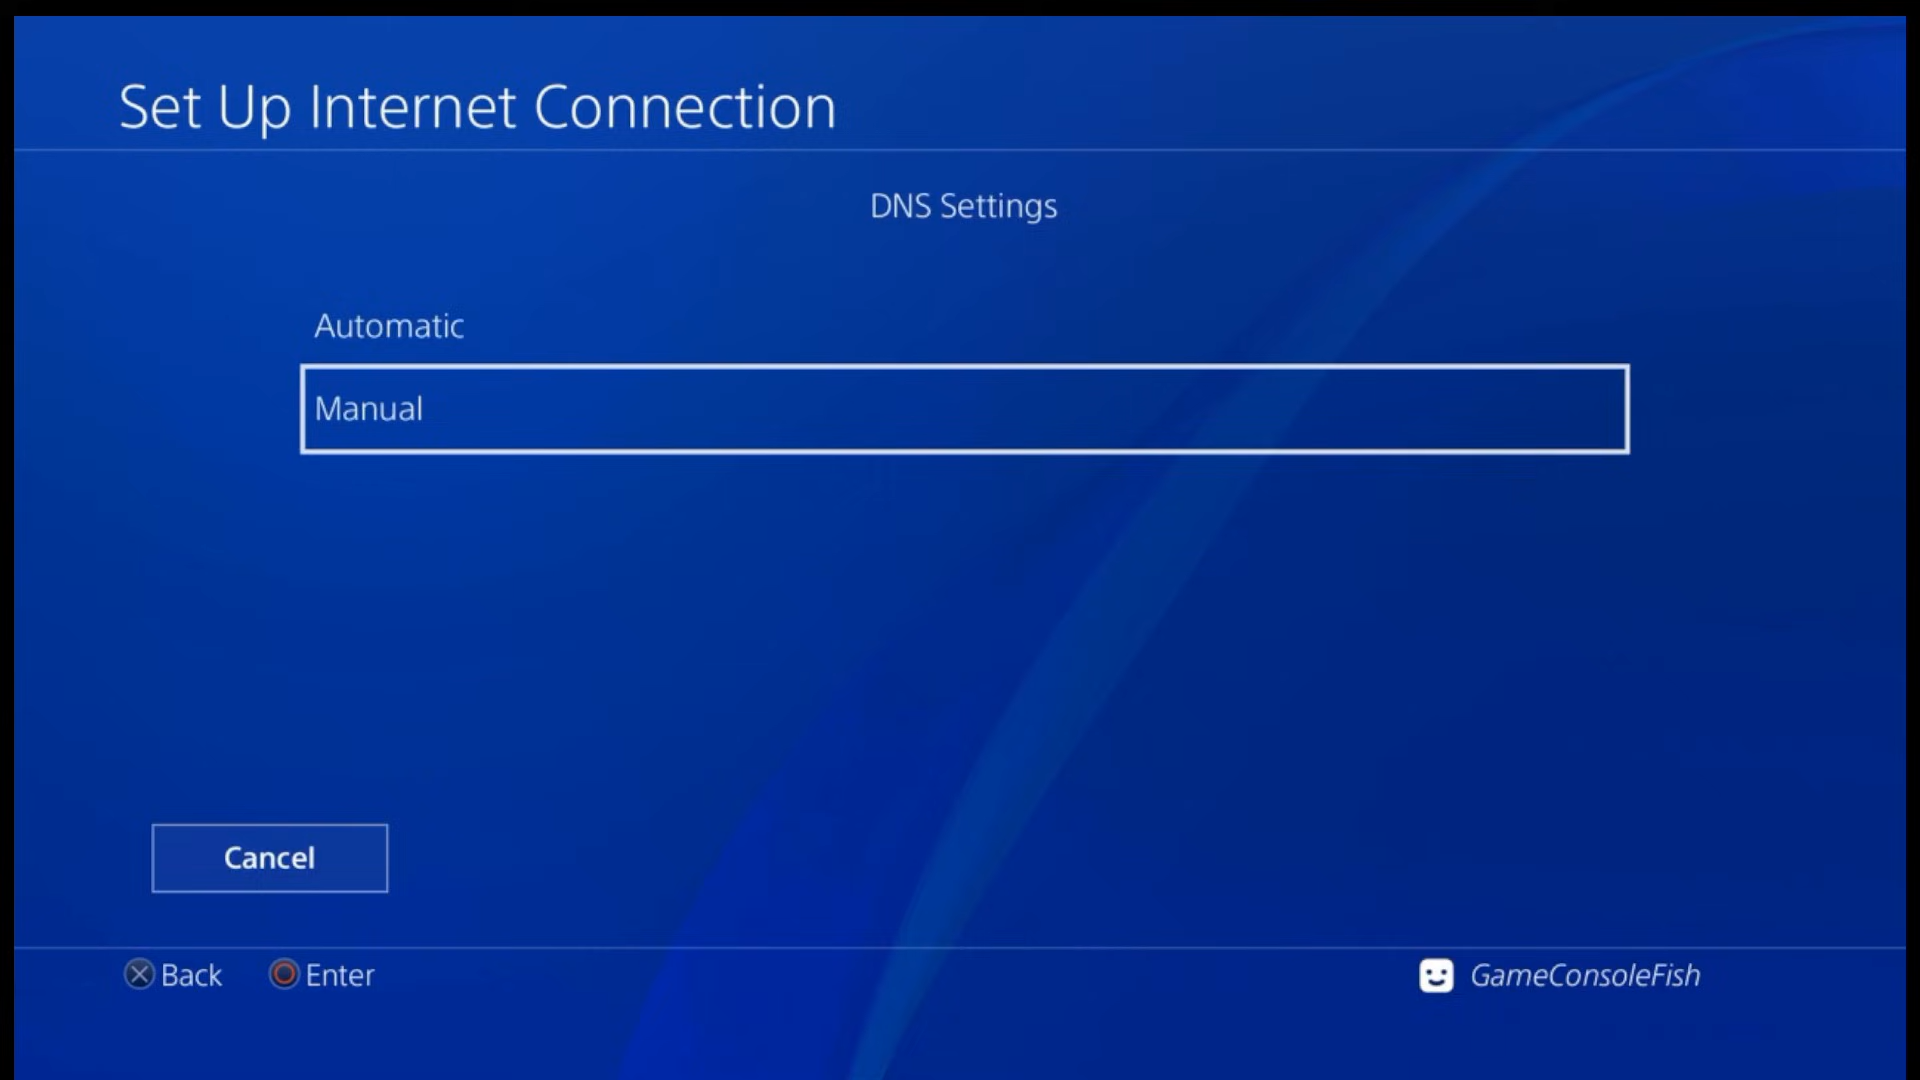 Set Up Internet Connection
DNS Settings
Automatic
Manual
Cancel
Back Enter GameConsoleFish